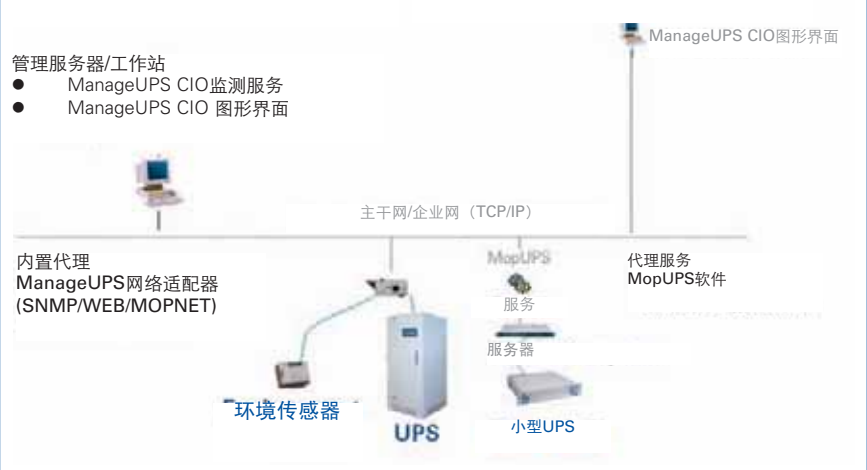 ManageUPS CIO图形界面
管理服务器/工作站
● ManageUPS CIO监测服务
● ManageUPS CIO 图形界面
主干网/企业网（TCP/IP）
内置代理
ManageUPS网络适配器
(SNMP/WEB/MOPNET)
MopUPS
服务
服务器
代理服务
MopUPS软件
环境传感器
UPS
小型UPS